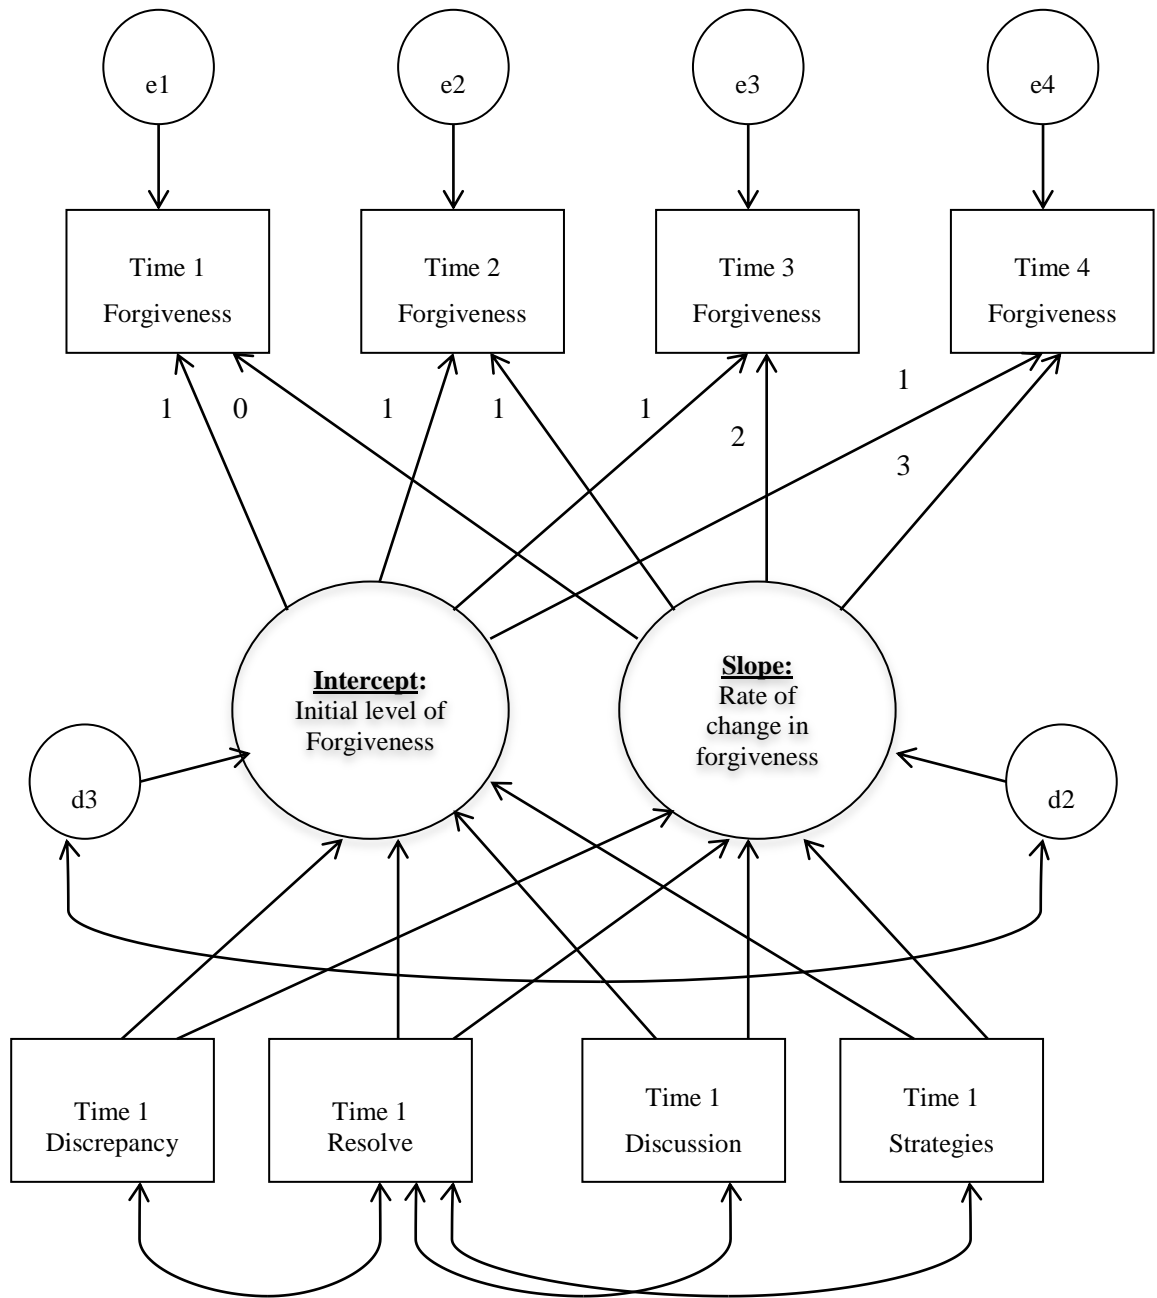 e1
e2
e3
e4
Time 1
Forgiveness
Time 2
Forgiveness
Time 3
Forgiveness
Time 4
Forgiveness
1
0
1
1
1
2
1
3
Intercept:
Initial level of
Forgiveness
Slope:
Rate of
change in
forgiveness
d3
d2
Time 1
Discrepancy
Time 1
Resolve
Time 1
Discussion
Time 1
Strategies